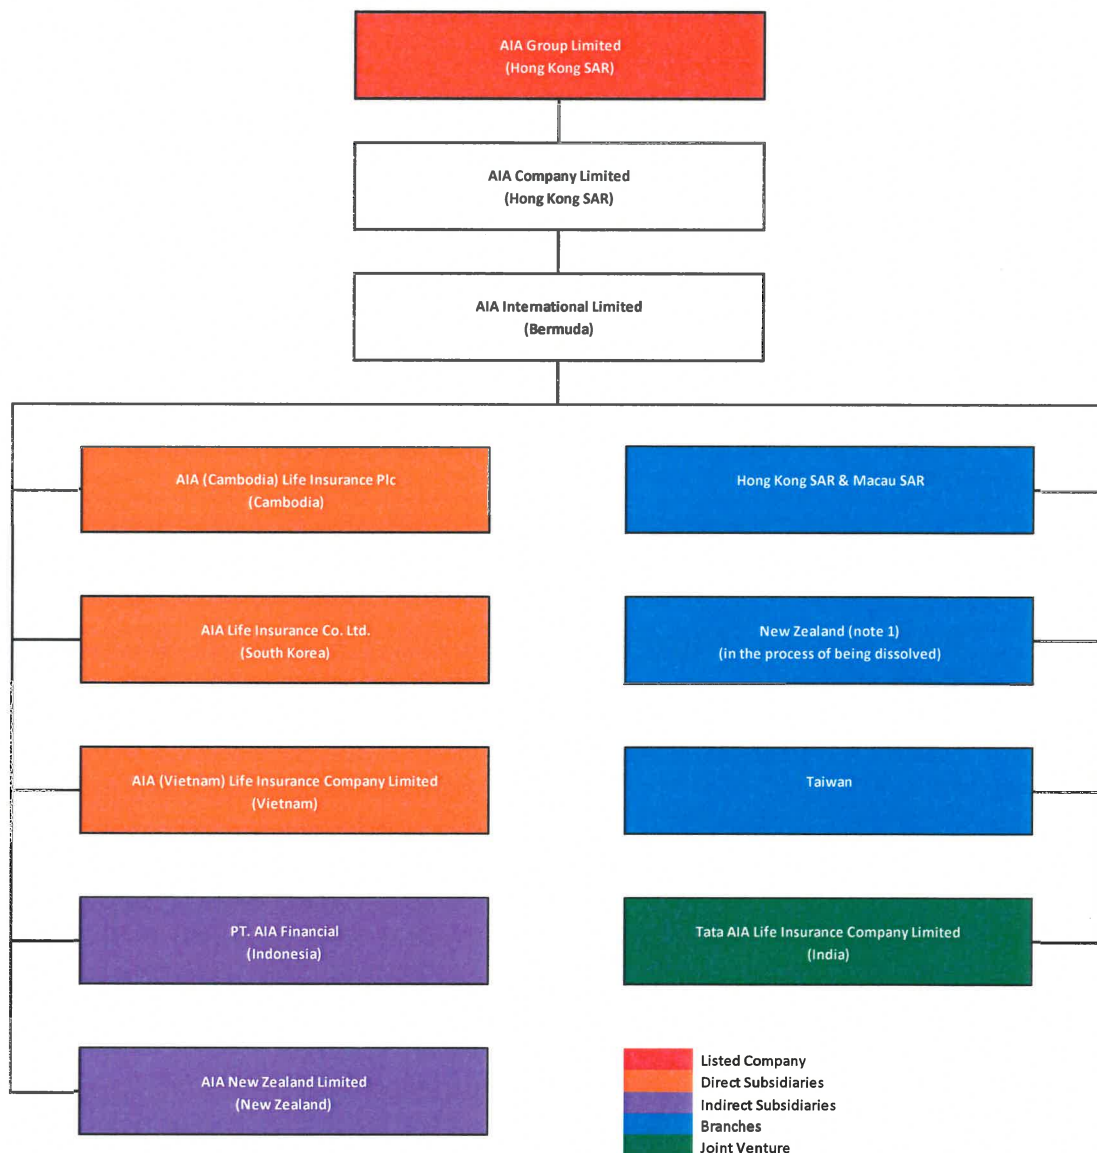 AIA Group Limited
(Hong Kong SAR)
AIA Company Limited
(Hong Kong SAR)
AIA International Limited
(Bermuda)
AIA (Cambodia) Life Insurance Plc
(Cambodia)
Hong Kong SAR & Macau SAR
AIA Life Insurance Co. Ltd.
(South Korea)
New Zealand (note 1)
(in the process of being dissolved)
AIA (Vietnam) Life Insurance Company Limited
(Vietnam)
Taiwan
PT. AIA Financial
(Indonesia)
Tata AIA Life Insurance Company Limited
(India)
AIA New Zealand Limited
(New Zealand)
Listed Company
Direct Subsidiaries
Indirect Subsidiaries
Branches
Joint Venture